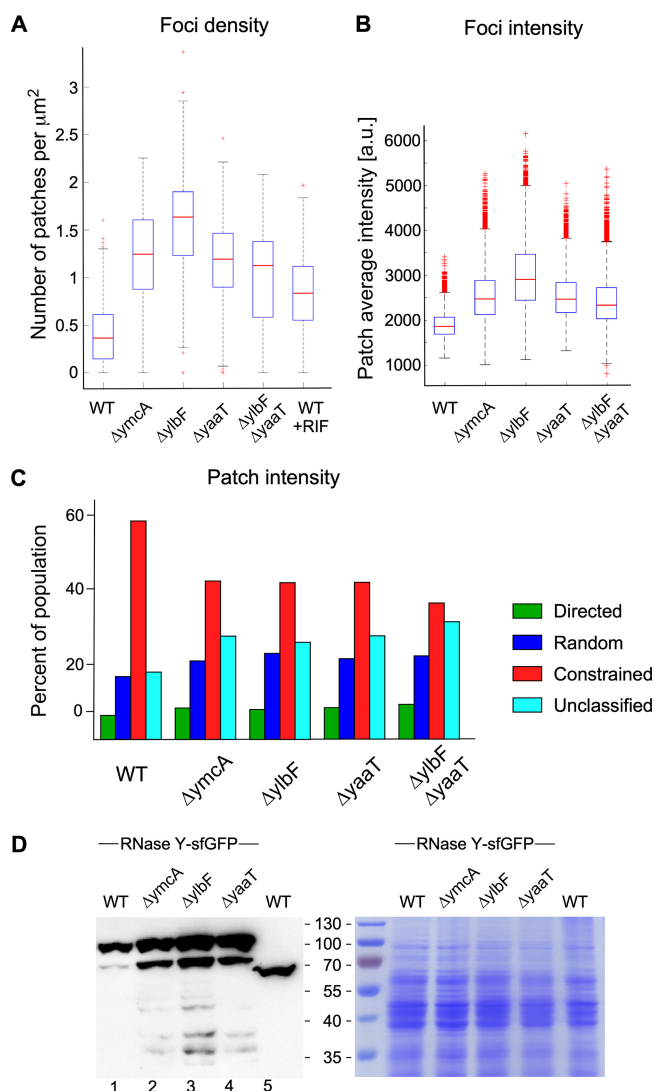 A
Foci density
Number of patches per μm2
3
2
2
1
1
0.5
0
WT
ΔymcA
ΔylbF
ΔyaaT
ΔylbF
ΔyaaT
WT
+RIF
B
Foci intensity
Patch average intensity [a.u.]
6000
5000
4000
3000
2000
1000
WT
ΔymcA
ΔylbF
ΔyaaT
ΔylbF
ΔyaaT
C
Patch intensity
Percent of population
60
40
20
0
WT
ΔymcA
ΔylbF
ΔyaaT
ΔylbF
ΔyaaT
Directed
Random
Constrained
Unclassified
D
RNase Y-sfGFP
WT
ΔymcA
ΔylbF
ΔyaaT
WT
1
2
3
4
5
130
100
70
55
40
35
RNase Y-sfGFP
WT
ΔymcA
ΔylbF
ΔyaaT
WT